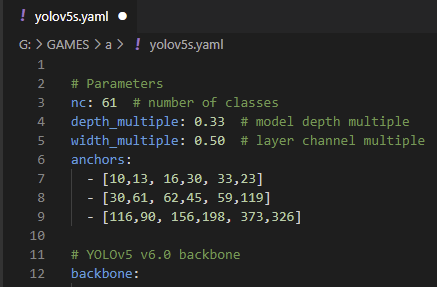 ! yolov5s.yaml ●
G: > GAMES > a > ! yolov5s.yaml
1
2 # Parameters
3 nc: 61  # number of classes
4 depth_multiple: 0.33  # model depth multiple
5 width_multiple: 0.50  # layer channel multiple
6 anchors:
7   - [10,13, 16,30, 33,23]
8   - [30,61, 62,45, 59,119]
9   - [116,90, 156,198, 373,326]
10
11 # YOLOv5 v6.0 backbone
12 backbone: